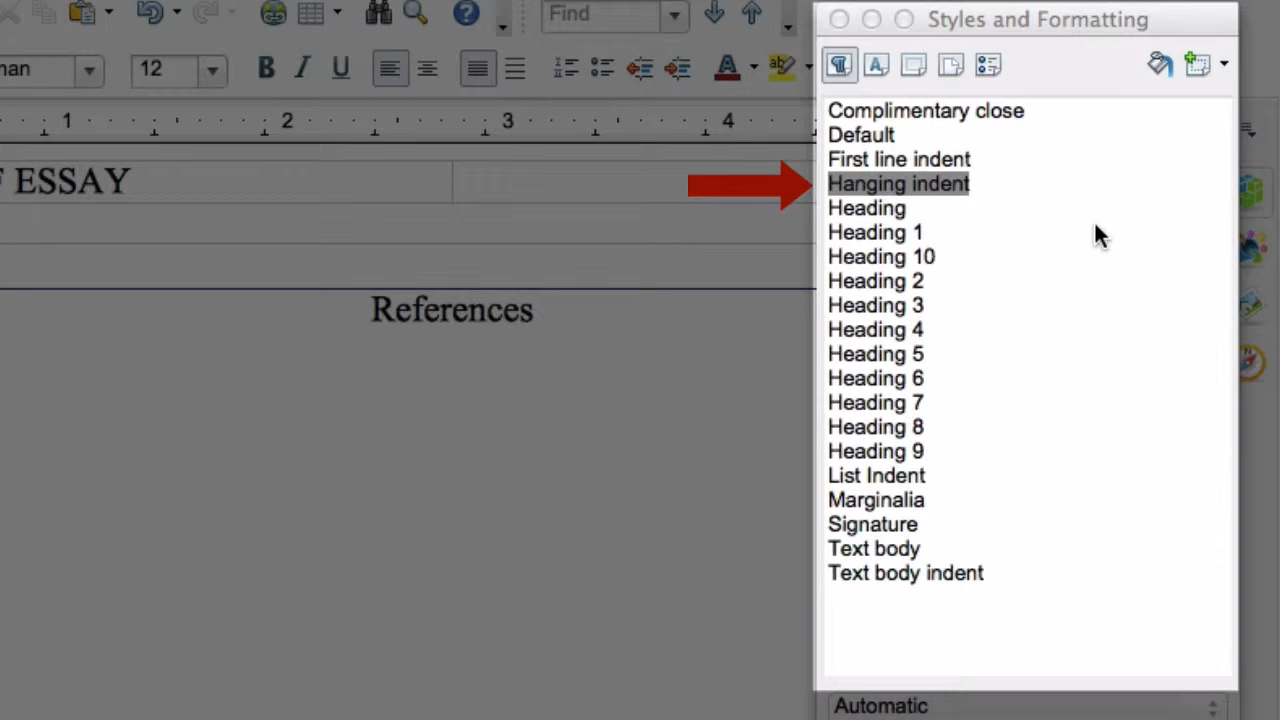 Find
Styles and Formatting
man
12
B I U
1 2 3 4
F ESSAY
References
Complimentary close
Default
First line indent
Hanging indent
Heading
Heading 1
Heading 10
Heading 2
Heading 3
Heading 4
Heading 5
Heading 6
Heading 7
Heading 8
Heading 9
List Indent
Marginalia
Signature
Text body
Text body indent
Automatic